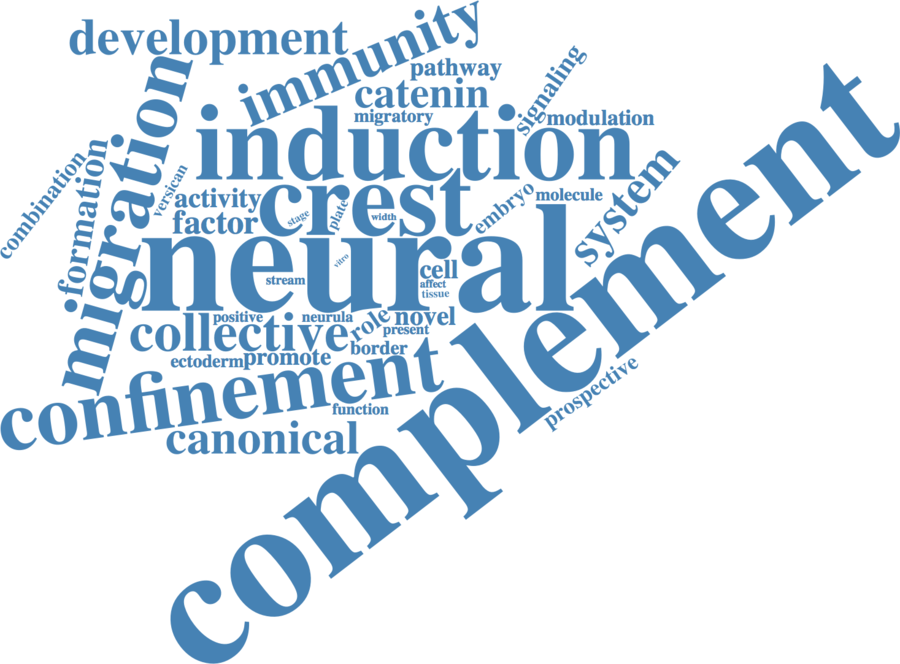 development
immunity
pathway
signaling
catenin
migratory
modulation
induction
migration
combination
formation
versican
activity
crest
plate
stage
width
embryo
molecule
system
factor
neural
vitro
cell
stream
affect
tissue
positive
neurula
role
novel
present
collective
border
ectoderm
promote
confinement
function
canonical
complement
prospective